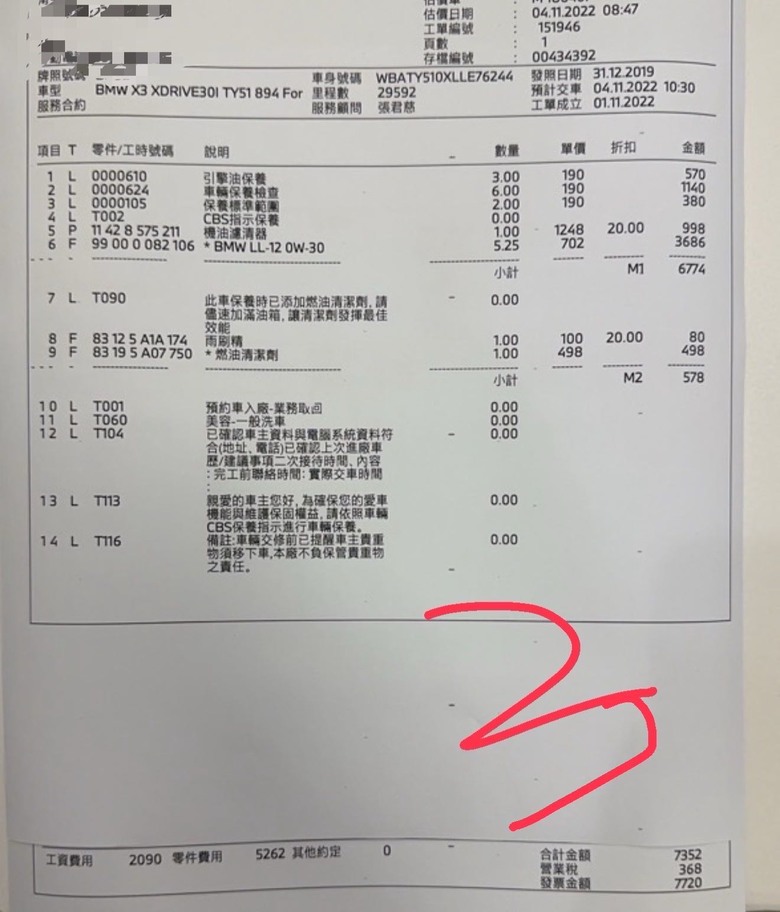 估價日期 : 04.11.2022 08:47
工單編號 : 151946
頁數 : 1
存檔編號 : 00434392
牌照號碼 車身號碼 WBATY510XLLE76244 發照日期 31.12.2019
車型 BMW X3 XDRIVE30I TY51 894 For 里程數 29592 預計交車 04.11.2022 10:30
服務合約 服務顧問 張君慈 工單成立 01.11.2022
項目 T 零件/工時號碼 說明 數量 單價 折扣 金額
1 L 0000610 引擎油保養 3.00 190 570
2 L 0000624 車輛保養檢查 6.00 190 1140
3 L 0000105 保養標準範圍 2.00 190 380
4 L T002 CBS指示保養 0.00
5 P 11 42 8 575 211 機油濾清器 1.00 1248 20.00 998
6 F 99 00 0 082 106 * BMW LL-12 0W-30 5.25 702 3686
小計 M1 6774
7 L T090 此車保養時已添加燃油清潔劑, 請 0.00
儘速加滿油箱, 讓清潔劑發揮最佳
效能
8 F 83 12 5 A1A 174 雨刷精 1.00 100 20.00 80
9 F 83 19 5 A07 750 * 燃油清潔劑 1.00 498 498
小計 M2 578
10 L T001 預約車入廠-業務取回 0.00
11 L T060 美容-一般洗車 0.00
12 L T104 已確認車主資料與電腦系統資料符 0.00
合(地址、電話)已確認上次進廠車
歷/建議事項二次接待時間、內容
: 完工前聯絡時間: 實際交車時間
:
13 L T113 親愛的車主您好, 為確保您的愛車 0.00
機能與維護保固權益, 請依照車輛
CBS保養指示進行車輛保養。
14 L T116 備註:車輛交修前已提醒車主貴重 0.00
物須移下車,本廠不負保管貴重物
之責任。
工資費用 2090 零件費用 5262 其他約定 0 合計金額 7352
營業稅 368
發票金額 7720